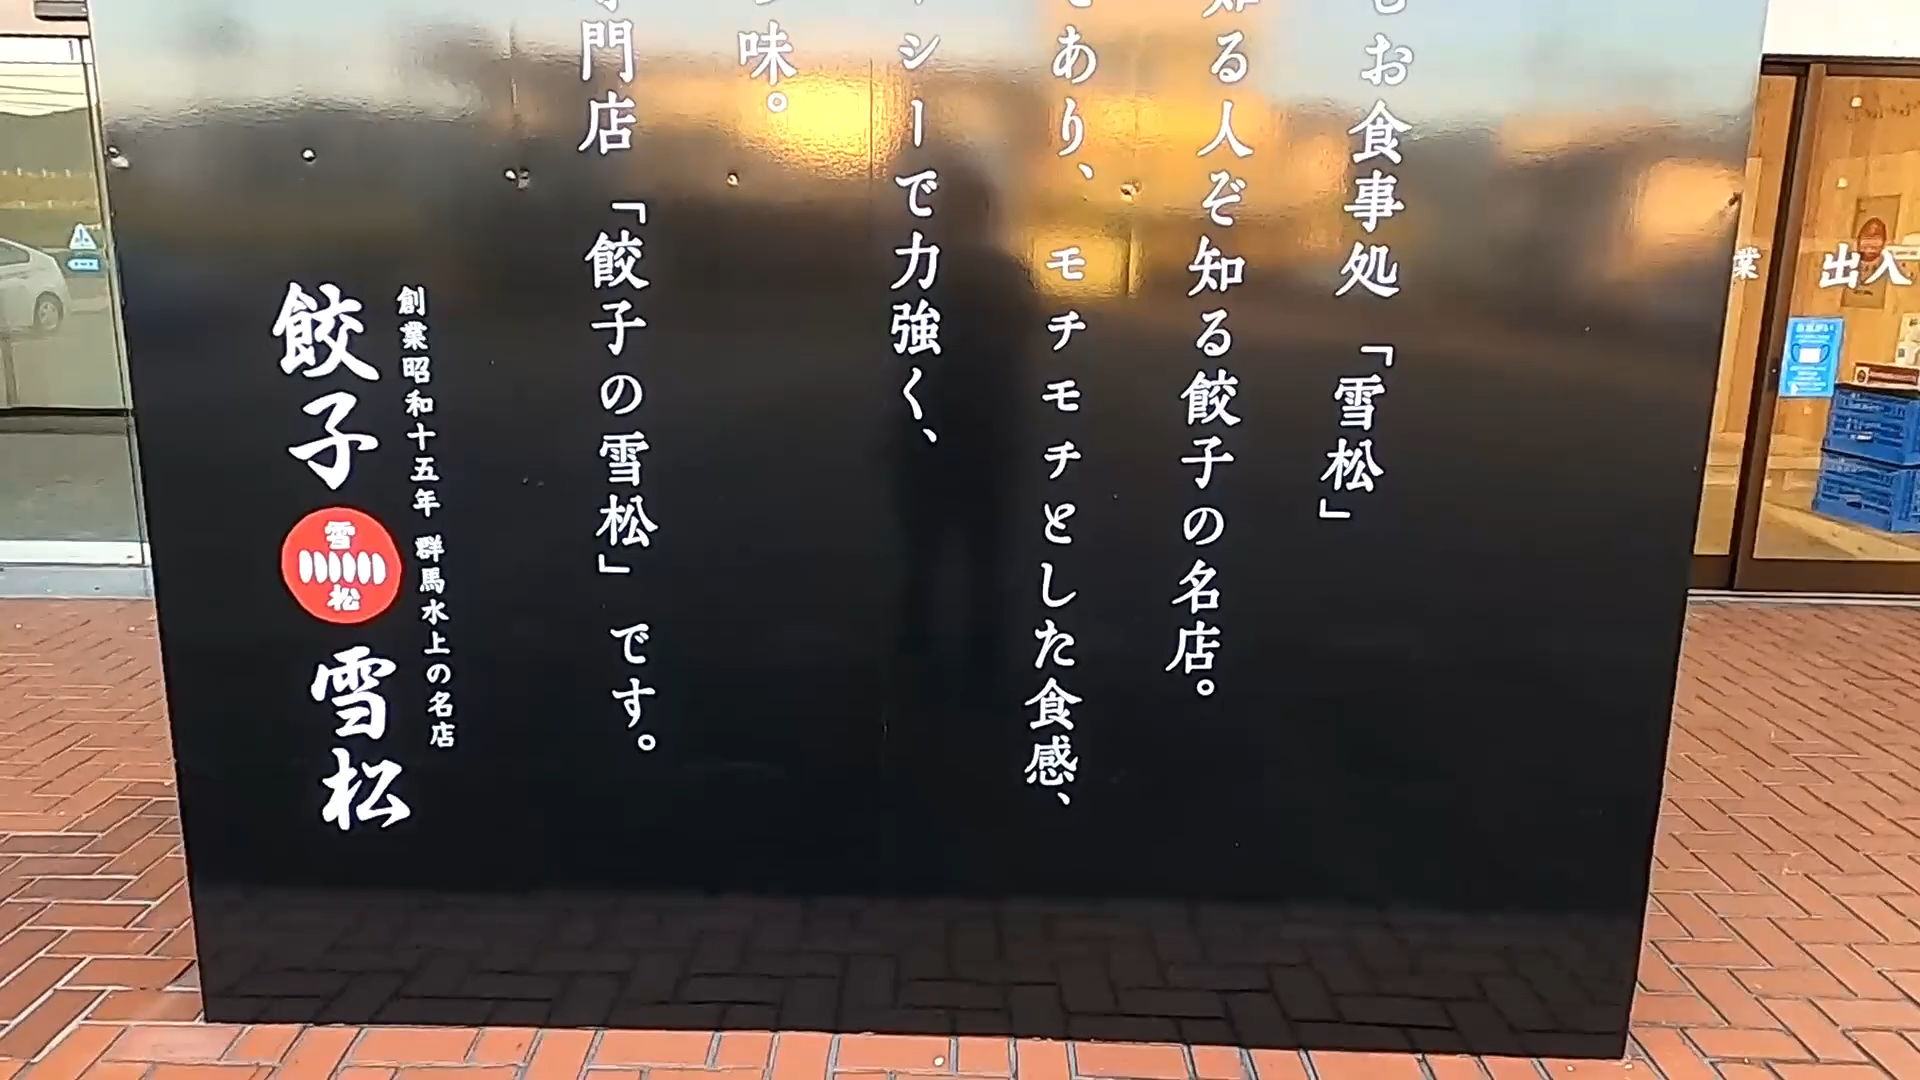 お食事処「雪松」
知る人ぞ知る餃子の名店。
あり、モチモチとした食感、
シーで力強く、
味。
門店「餃子の雪松」です。
創業昭和十五年 群馬水上の名店
餃子 雪松
雪松
業
出入